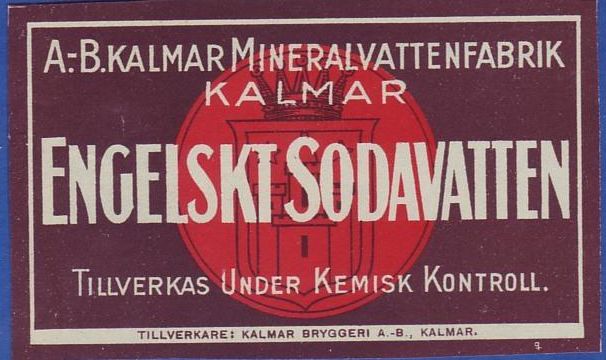 A.-B. KALMAR MINERALVATTENFABRIK
KALMAR
ENGELSKT SODAVATTEN
TILLVERKAS UNDER KEMISK KONTROLL.
TILLVERKARE: KALMAR BRYGGERI A.-B., KALMAR.